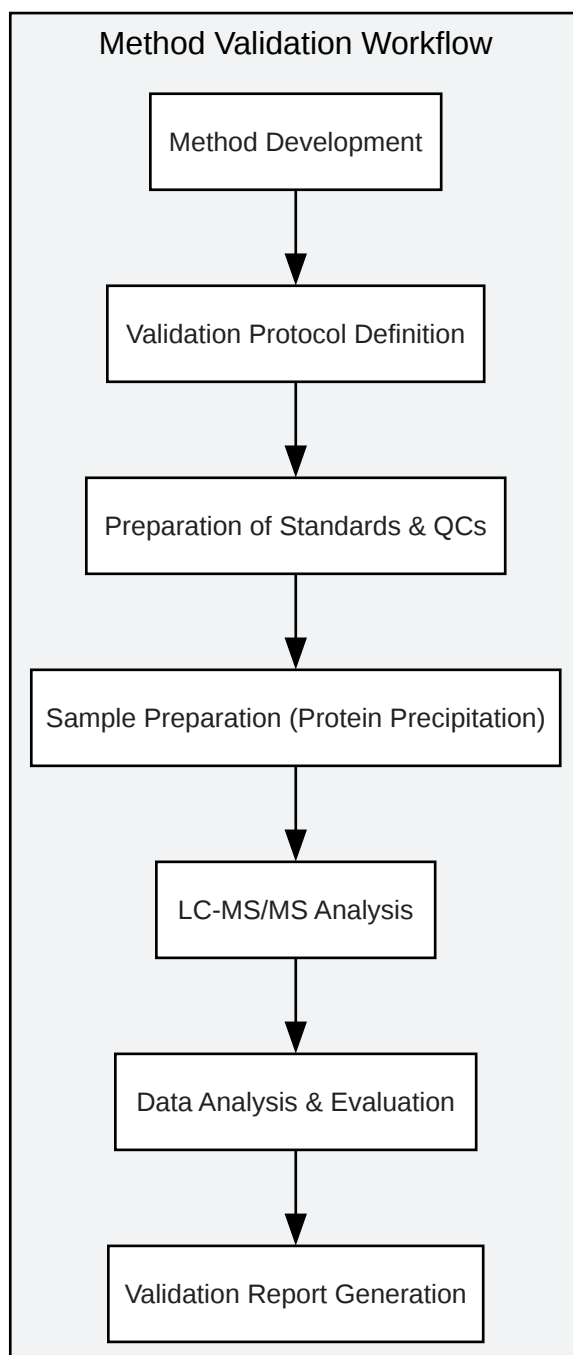 Method Validation Workflow
Method Development
Validation Protocol Definition
Preparation of Standards & QCs
Sample Preparation (Protein Precipitation)
LC-MS/MS Analysis
Data Analysis & Evaluation
Validation Report Generation